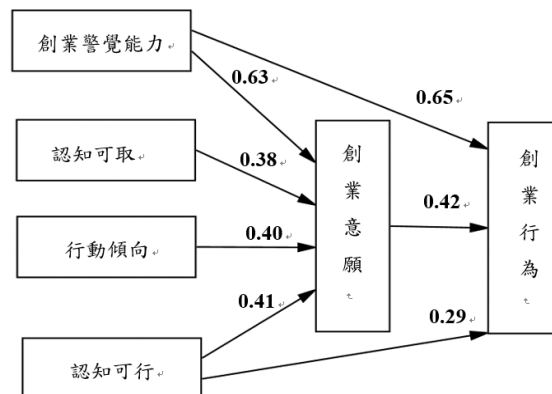 創業警覺能力
0.63
0.65
認知可取
0.38
創業意願
創業行為
0.42
行動傾向
0.40
0.41
0.29
認知可行